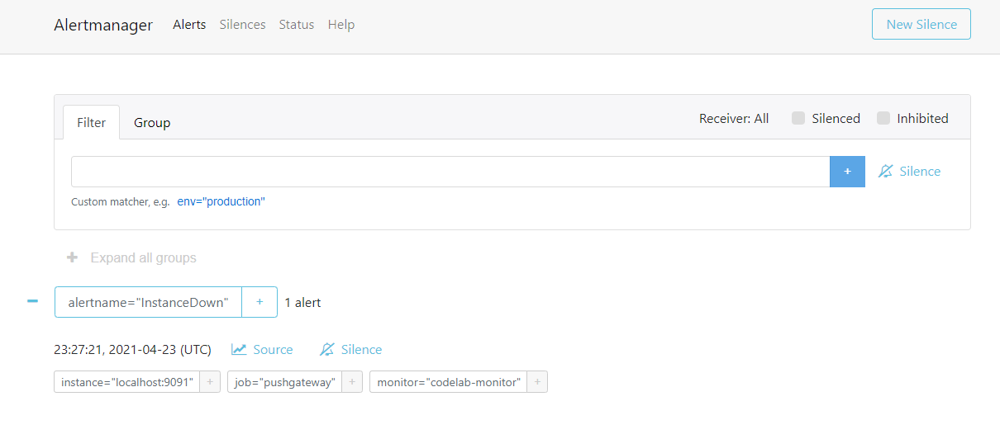 Alertmanager Alerts Silences Status Help New Silence
Filter Group Receiver: All Silenced Inhibited
+ Silence
Custom matcher, e.g. env="production"
+ Expand all groups
− alertname="InstanceDown" + 1 alert
23:27:21, 2021-04-23 (UTC) Source Silence
instance="localhost:9091" + job="pushgateway" + monitor="codelab-monitor" +